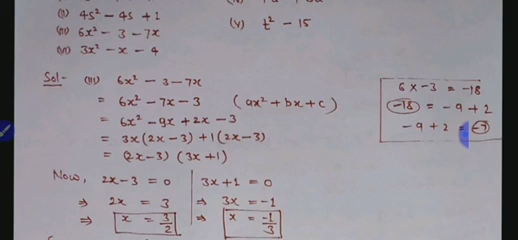 (ii) 4s² - 4s + 1
(iii) 6x² - 3 - 7x
(v) t² - 15
(vi) 3x² - x - 4
Sol- (iii) 6x² - 3 - 7x
= 6x² - 7x - 3 (ax² + bx + c)
= 6x² - 9x + 2x - 3
= 3x(2x - 3) + 1(2x - 3)
= (2x - 3) (3x + 1)
6 x -3 = -18
-18 = -9 + 2
-9 + 2 = -7
Now, 2x - 3 = 0
⇒ 2x = 3
⇒ x = 3/2
3x + 1 = 0
⇒ 3x = -1
⇒ x = -1/3